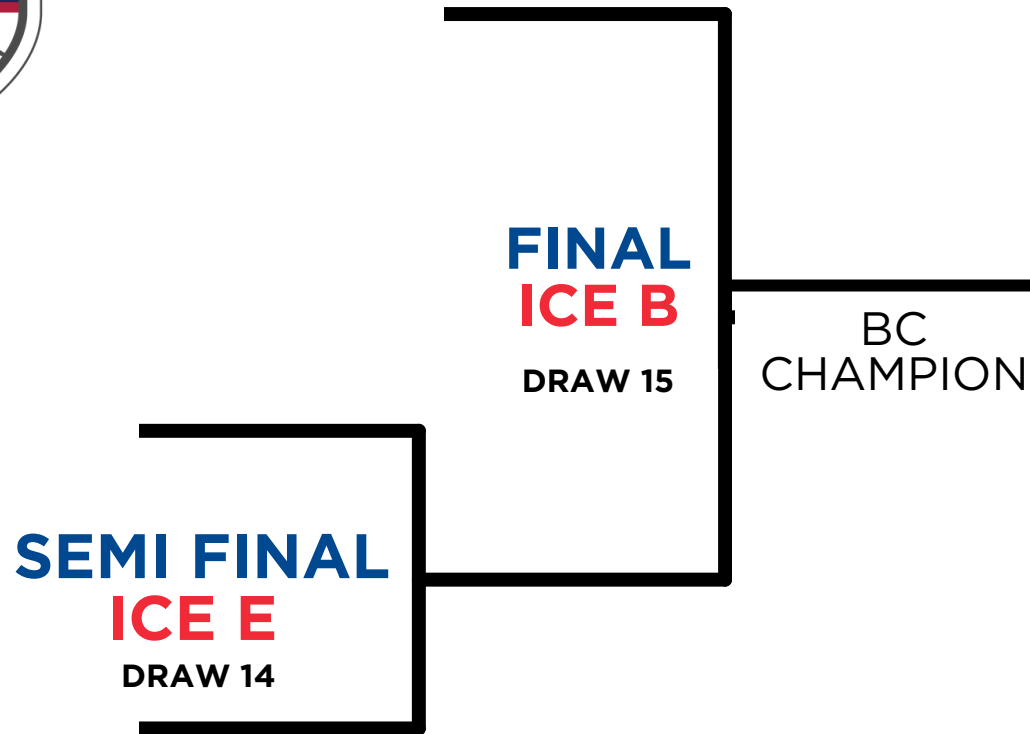 FINAL
ICE B
DRAW 15
BC
CHAMPION
SEMI FINAL
ICE E
DRAW 14